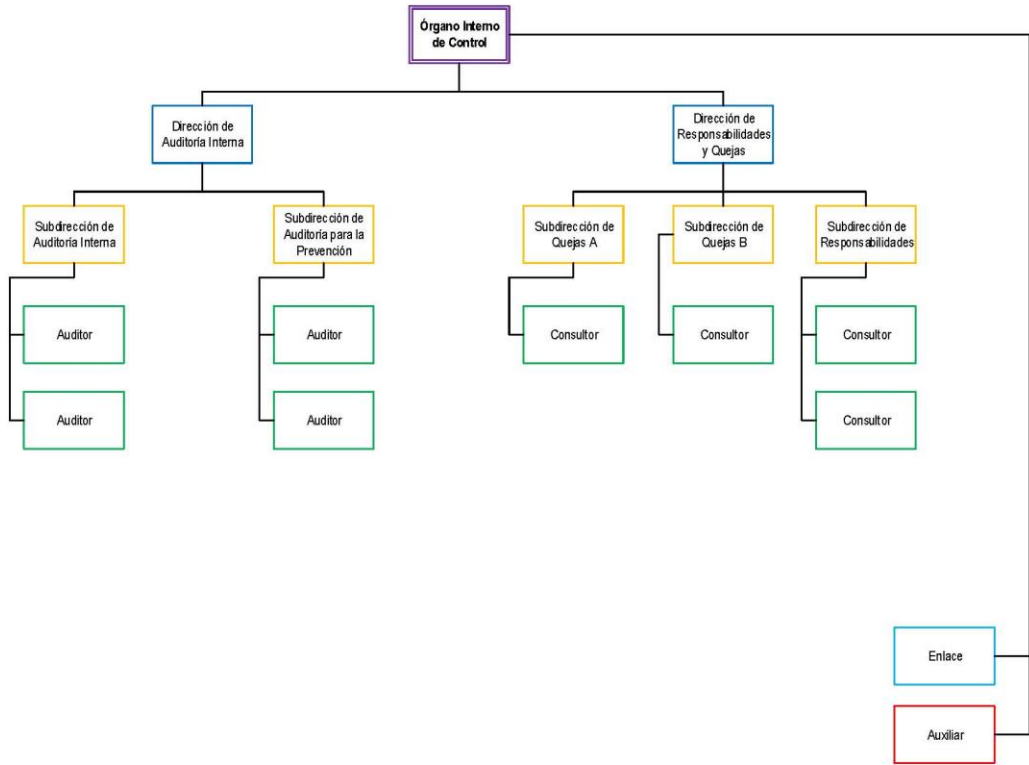 Órgano Interno
de Control
Dirección de
Auditoría Interna
Dirección de
Responsabilidades
y Quejas
Subdirección de
Auditoría Interna
Subdirección de
Auditoría para la
Prevención
Subdirección de
Quejas A
Subdirección de
Quejas B
Subdirección de
Responsabilidades
Auditor
Auditor
Consultor
Consultor
Consultor
Auditor
Auditor
Consultor
Enlace
Auxiliar